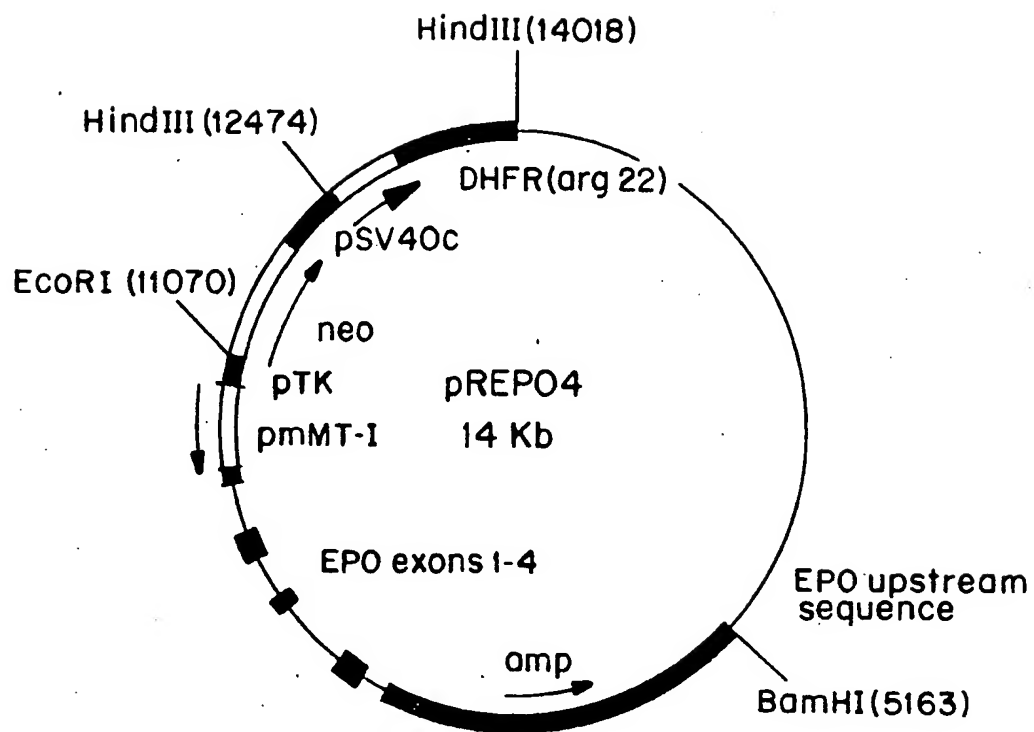 HindIII (14018)
HindIII (12474)
DHFR (arg 22)
pSV40c
EcoRI (11070)
neo
pTK
pREPO4
pmMT-I
14 Kb
EPO exons 1-4
EPO upstream
sequence
amp
BamHI (5163)